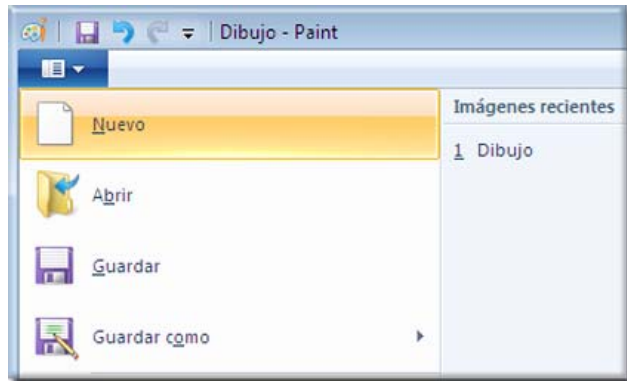 Dibujo - Paint
Nuevo
Abrir
Guardar
Guardar como
Imágenes recientes
1 Dibujo